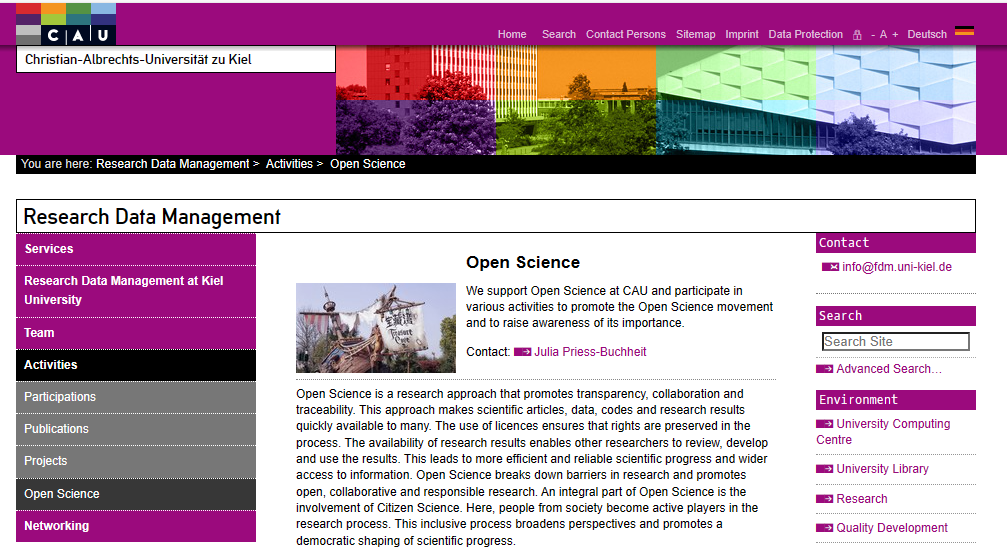 CAU
Home Search Contact Persons Sitemap Imprint Data Protection - A + Deutsch
Christian-Albrechts-Universität zu Kiel
You are here: Research Data Management > Activities > Open Science
Research Data Management
Services
Research Data Management at Kiel
University
Team
Activities
Participations
Publications
Projects
Open Science
Networking
Open Science
We support Open Science at CAU and participate in
various activities to promote the Open Science movement
and to raise awareness of its importance.
Contact: Julia Priess-Buchheit
Treasure
Cove
Open Science is a research approach that promotes transparency, collaboration and
traceability. This approach makes scientific articles, data, codes and research results
quickly available to many. The use of licences ensures that rights are preserved in the
process. The availability of research results enables other researchers to review, develop
and use the results. This leads to more efficient and reliable scientific progress and wider
access to information. Open Science breaks down barriers in research and promotes
open, collaborative and responsible research. An integral part of Open Science is the
involvement of Citizen Science. Here, people from society become active players in the
research process. This inclusive process broadens perspectives and promotes a
democratic shaping of scientific progress.
Contact
info@fdm.uni-kiel.de
Search
Search Site
Advanced Search...
Environment
University Computing
Centre
University Library
Research
Quality Development